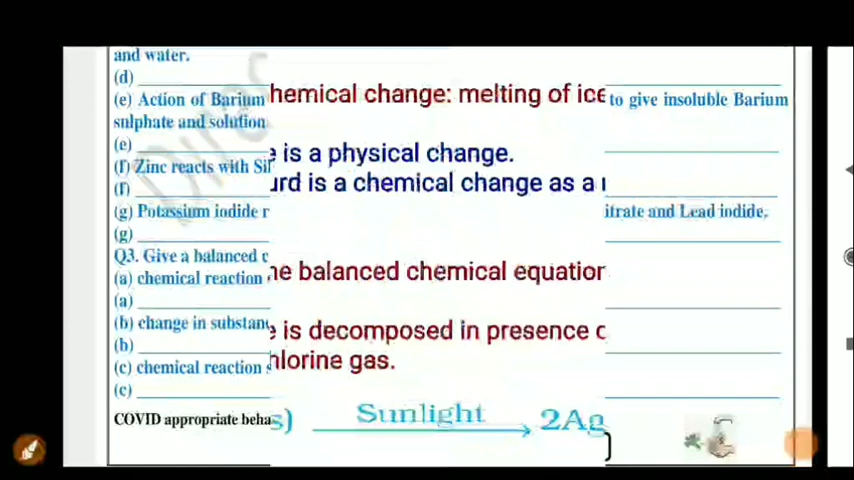 and water.
(d)
hemical change: melting of ice
(e) Action of Barium
to give insoluble Barium
sulphate and solution
(e)
e is a physical change.
(f) Zinc reacts with Sil
urd is a chemical change as a
(f)
(g) Potassium iodide r
itrate and Lead iodide.
(g)
Q3. Give a balanced c
ne balanced chemical equation
(a) chemical reaction
(a)
(b) change in substan
e is decomposed in presence o
(b)
hlorine gas.
(c) chemical reaction s
(c)
COVID appropriate beha
s) Sunlight 2Ag